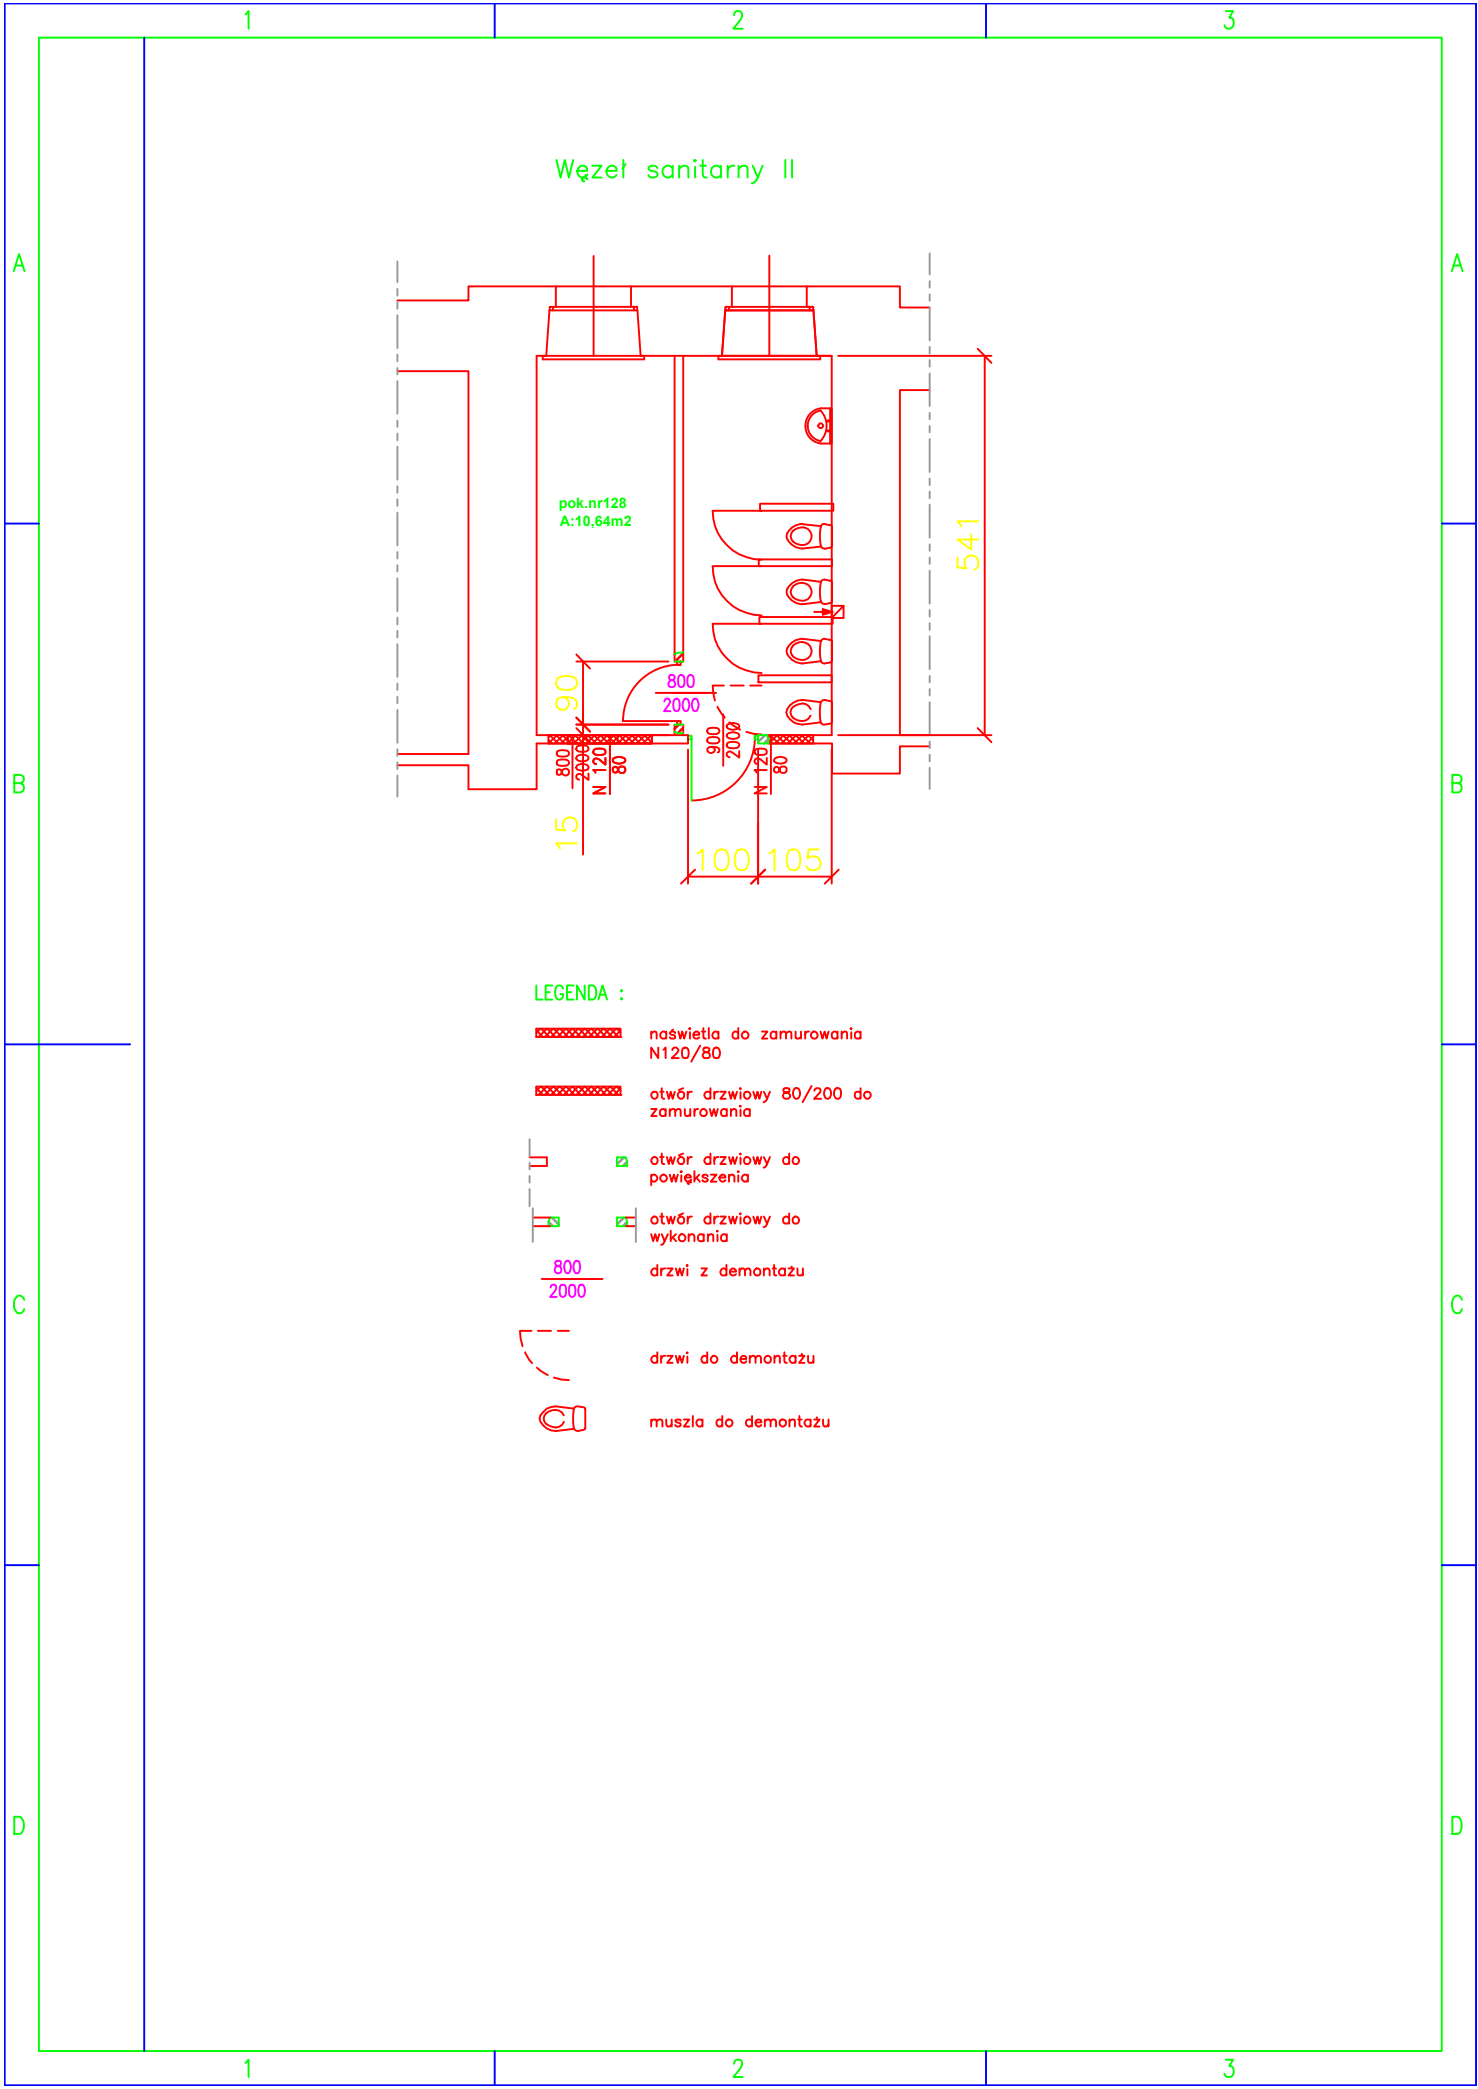 1 2 3
Węzeł sanitarny II
A A
pok.nr128
A:10,64m2
541
90
800
2000
900
2000
800
2000
N 120
80
N 120
80
B B
15
100 105
LEGENDA :
naświetla do zamurowania
N120/80
otwór drzwiowy 80/200 do
zamurowania
otwór drzwiowy do
powiększenia
otwór drzwiowy do
wykonania
800
2000
drzwi z demontażu
C C
drzwi do demontażu
muszla do demontażu
D D
1 2 3